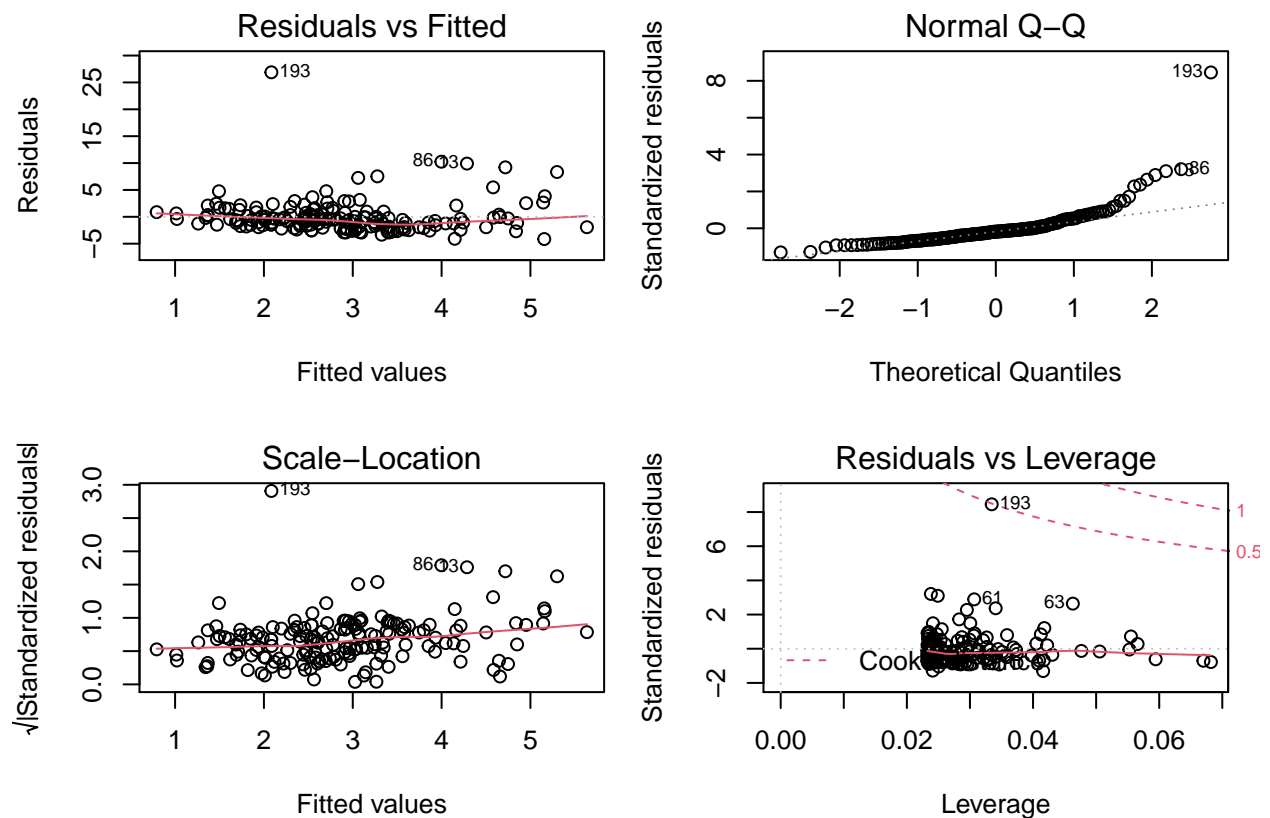 Residuals vs Fitted
Residuals
25
15
5
−5
193
86
13
1 2 3 4 5
Fitted values
Normal Q−Q
Standardized residuals
8
4
0
193
86
−2 −1 0 1 2
Theoretical Quantiles
Scale−Location
√|Standardized residuals|
3.0
2.0
1.0
0.0
193
86
13
1 2 3 4 5
Fitted values
Residuals vs Leverage
Standardized residuals
6
2
−2
193
61
63
1
0.5
Cook
0.00 0.02 0.04 0.06
Leverage